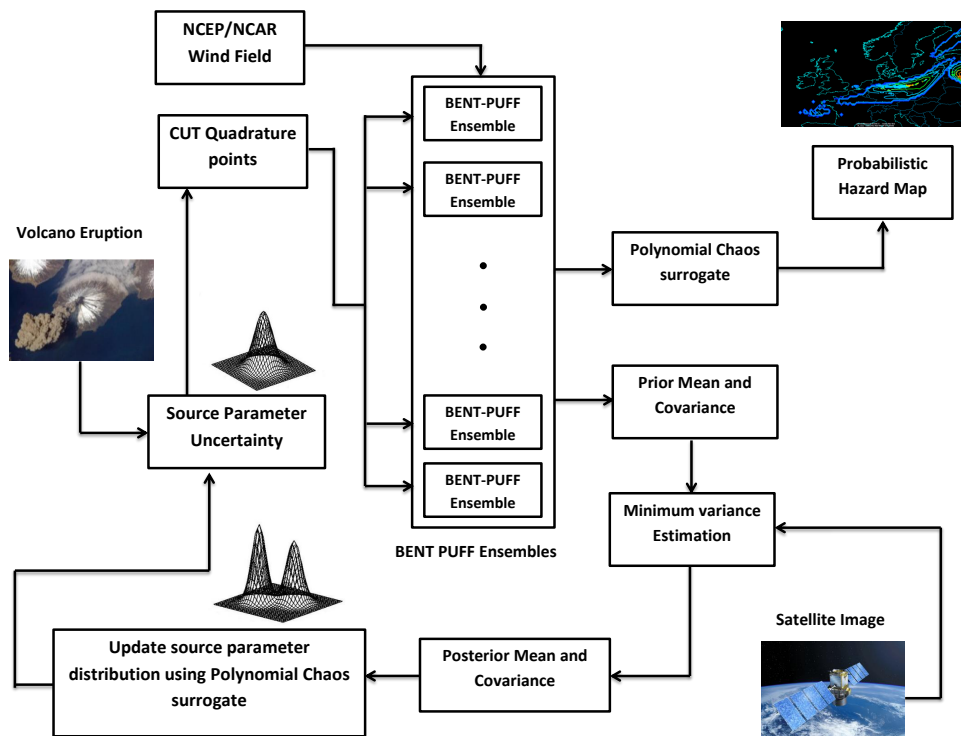 NCEP/NCAR
Wind Field
CUT Quadrature
points
BENT-PUFF
Ensemble
BENT-PUFF
Ensemble
BENT-PUFF
Ensemble
BENT-PUFF
Ensemble
BENT PUFF Ensembles
Probabilistic
Hazard Map
Polynomial Chaos
surrogate
Volcano Eruption
Source Parameter
Uncertainty
Prior Mean and
Covariance
Minimum variance
Estimation
Satellite Image
Posterior Mean and
Covariance
Update source parameter
distribution using Polynomial Chaos
surrogate